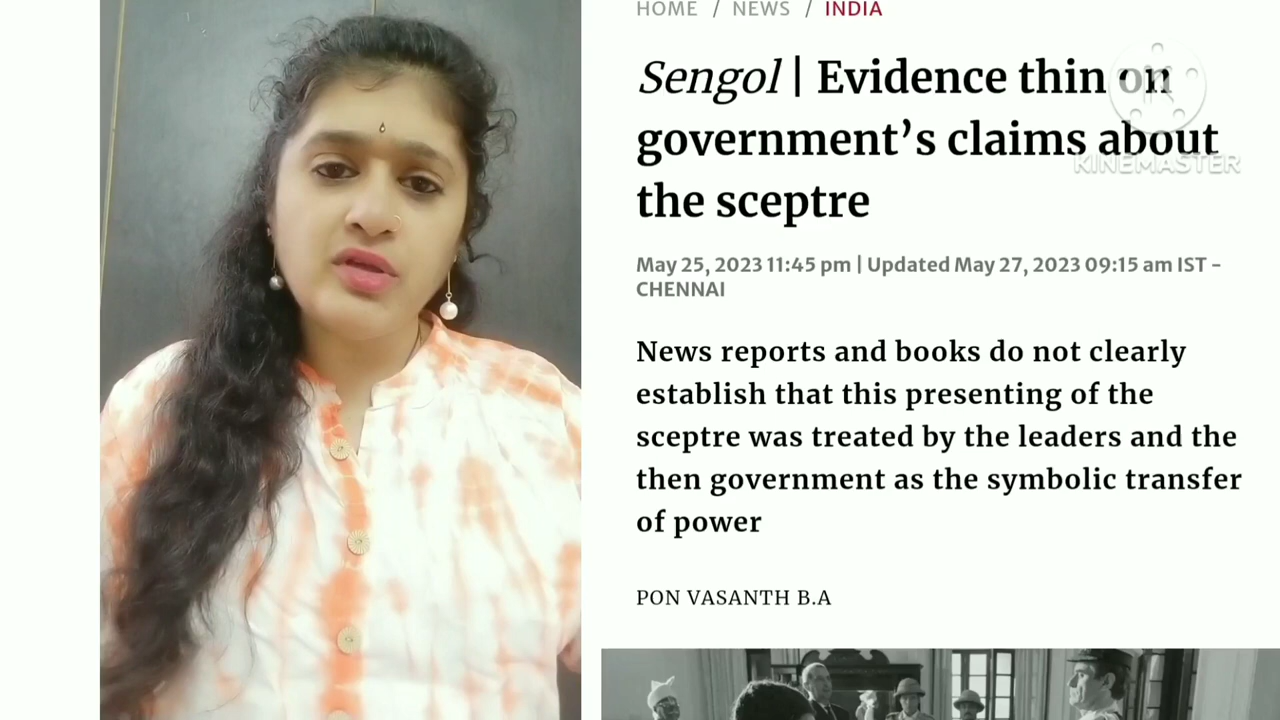 HOME / NEWS / INDIA
Sengol | Evidence thin on
government’s claims about
the sceptre
KINEMASTER
May 25, 2023 11:45 pm | Updated May 27, 2023 09:15 am IST -
CHENNAI
News reports and books do not clearly
establish that this presenting of the
sceptre was treated by the leaders and the
then government as the symbolic transfer
of power
PON VASANTH B.A